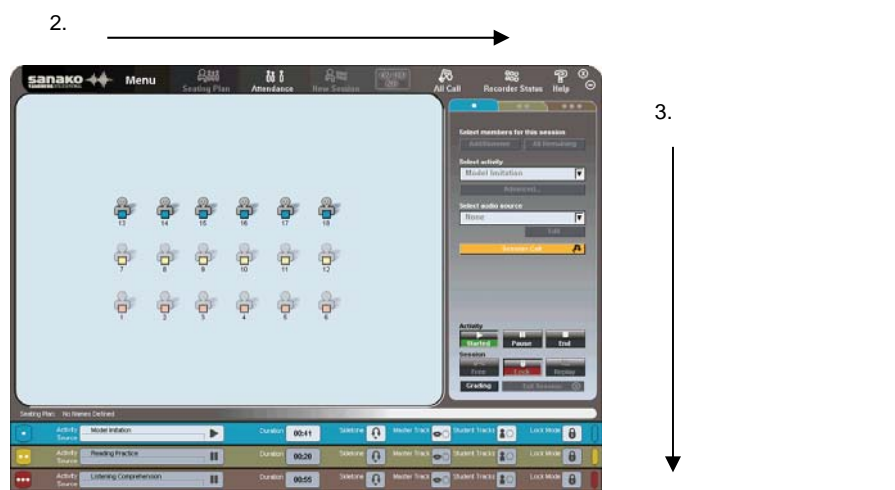 2.
sanako Menu Seating Plan Attendance New Session All Call Recorder Status Help
3.
Select members for this session
Add/Remove All Remaining
Select activity
Model Imitation
Advanced...
Select audio source
None
Edit
Session Call
13 14 15 16 17 18
7 8 9 10 11 12
1 2 3 4 5 6
Activity
Started Pause End
Session
Free Lock Replay
Grading Exit Session
Seating Plan: No Names Defined
Activity Model Imitation Duration 00:41 Sidetone Master Track Student Tracks Lock Mode
Source
Activity Reading Practice Duration 00:20 Sidetone Master Track Student Tracks Lock Mode
Source
Activity Listening Comprehension Duration 00:55 Sidetone Master Track Student Tracks Lock Mode
Source